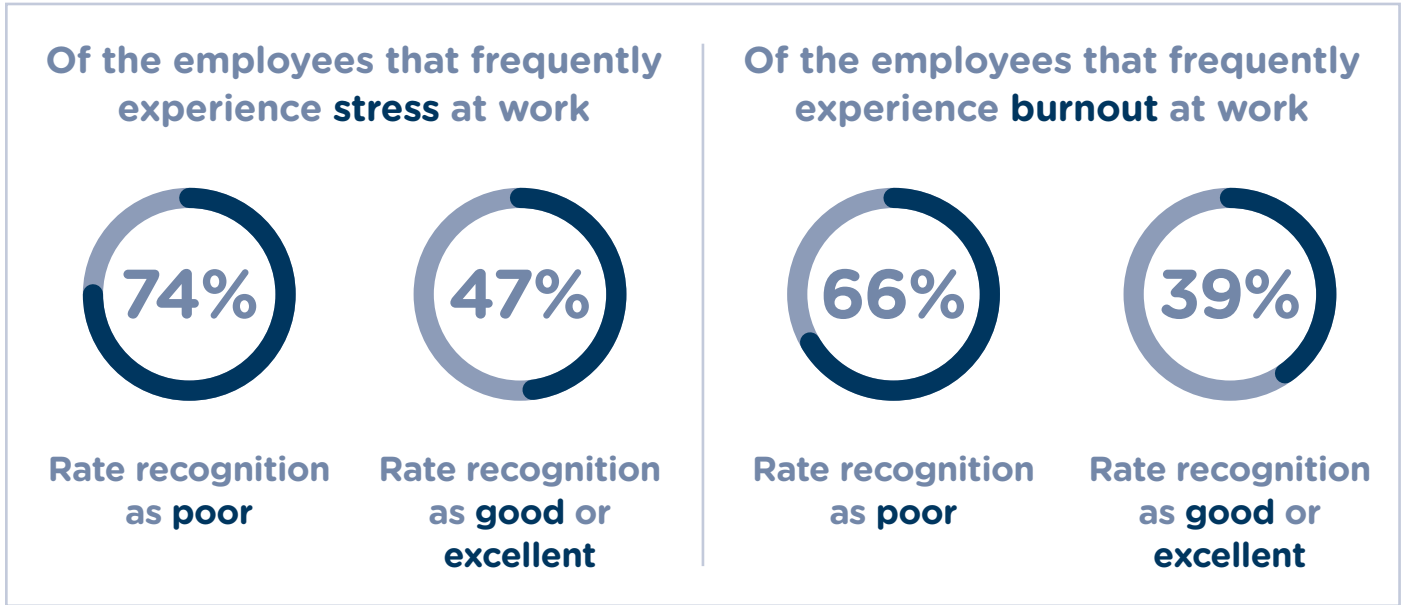 Of the employees that frequently
experience stress at work
74%
Rate recognition
as poor
47%
Rate recognition
as good or
excellent
Of the employees that frequently
experience burnout at work
66%
Rate recognition
as poor
39%
Rate recognition
as good or
excellent